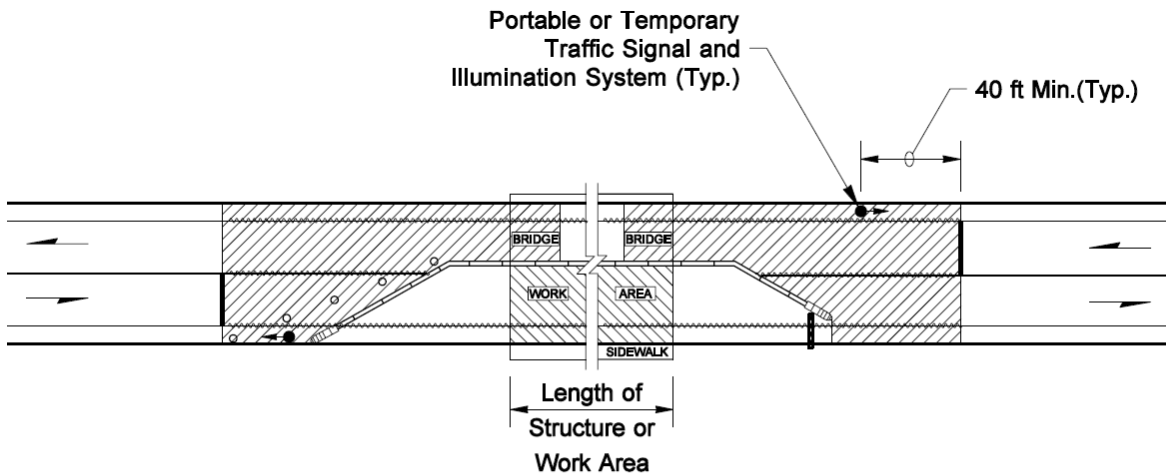 Portable or Temporary
Traffic Signal and
Illumination System (Typ.)
40 ft Min.(Typ.)
BRIDGE
BRIDGE
WORK
AREA
SIDEWALK
Length of
Structure or
Work Area